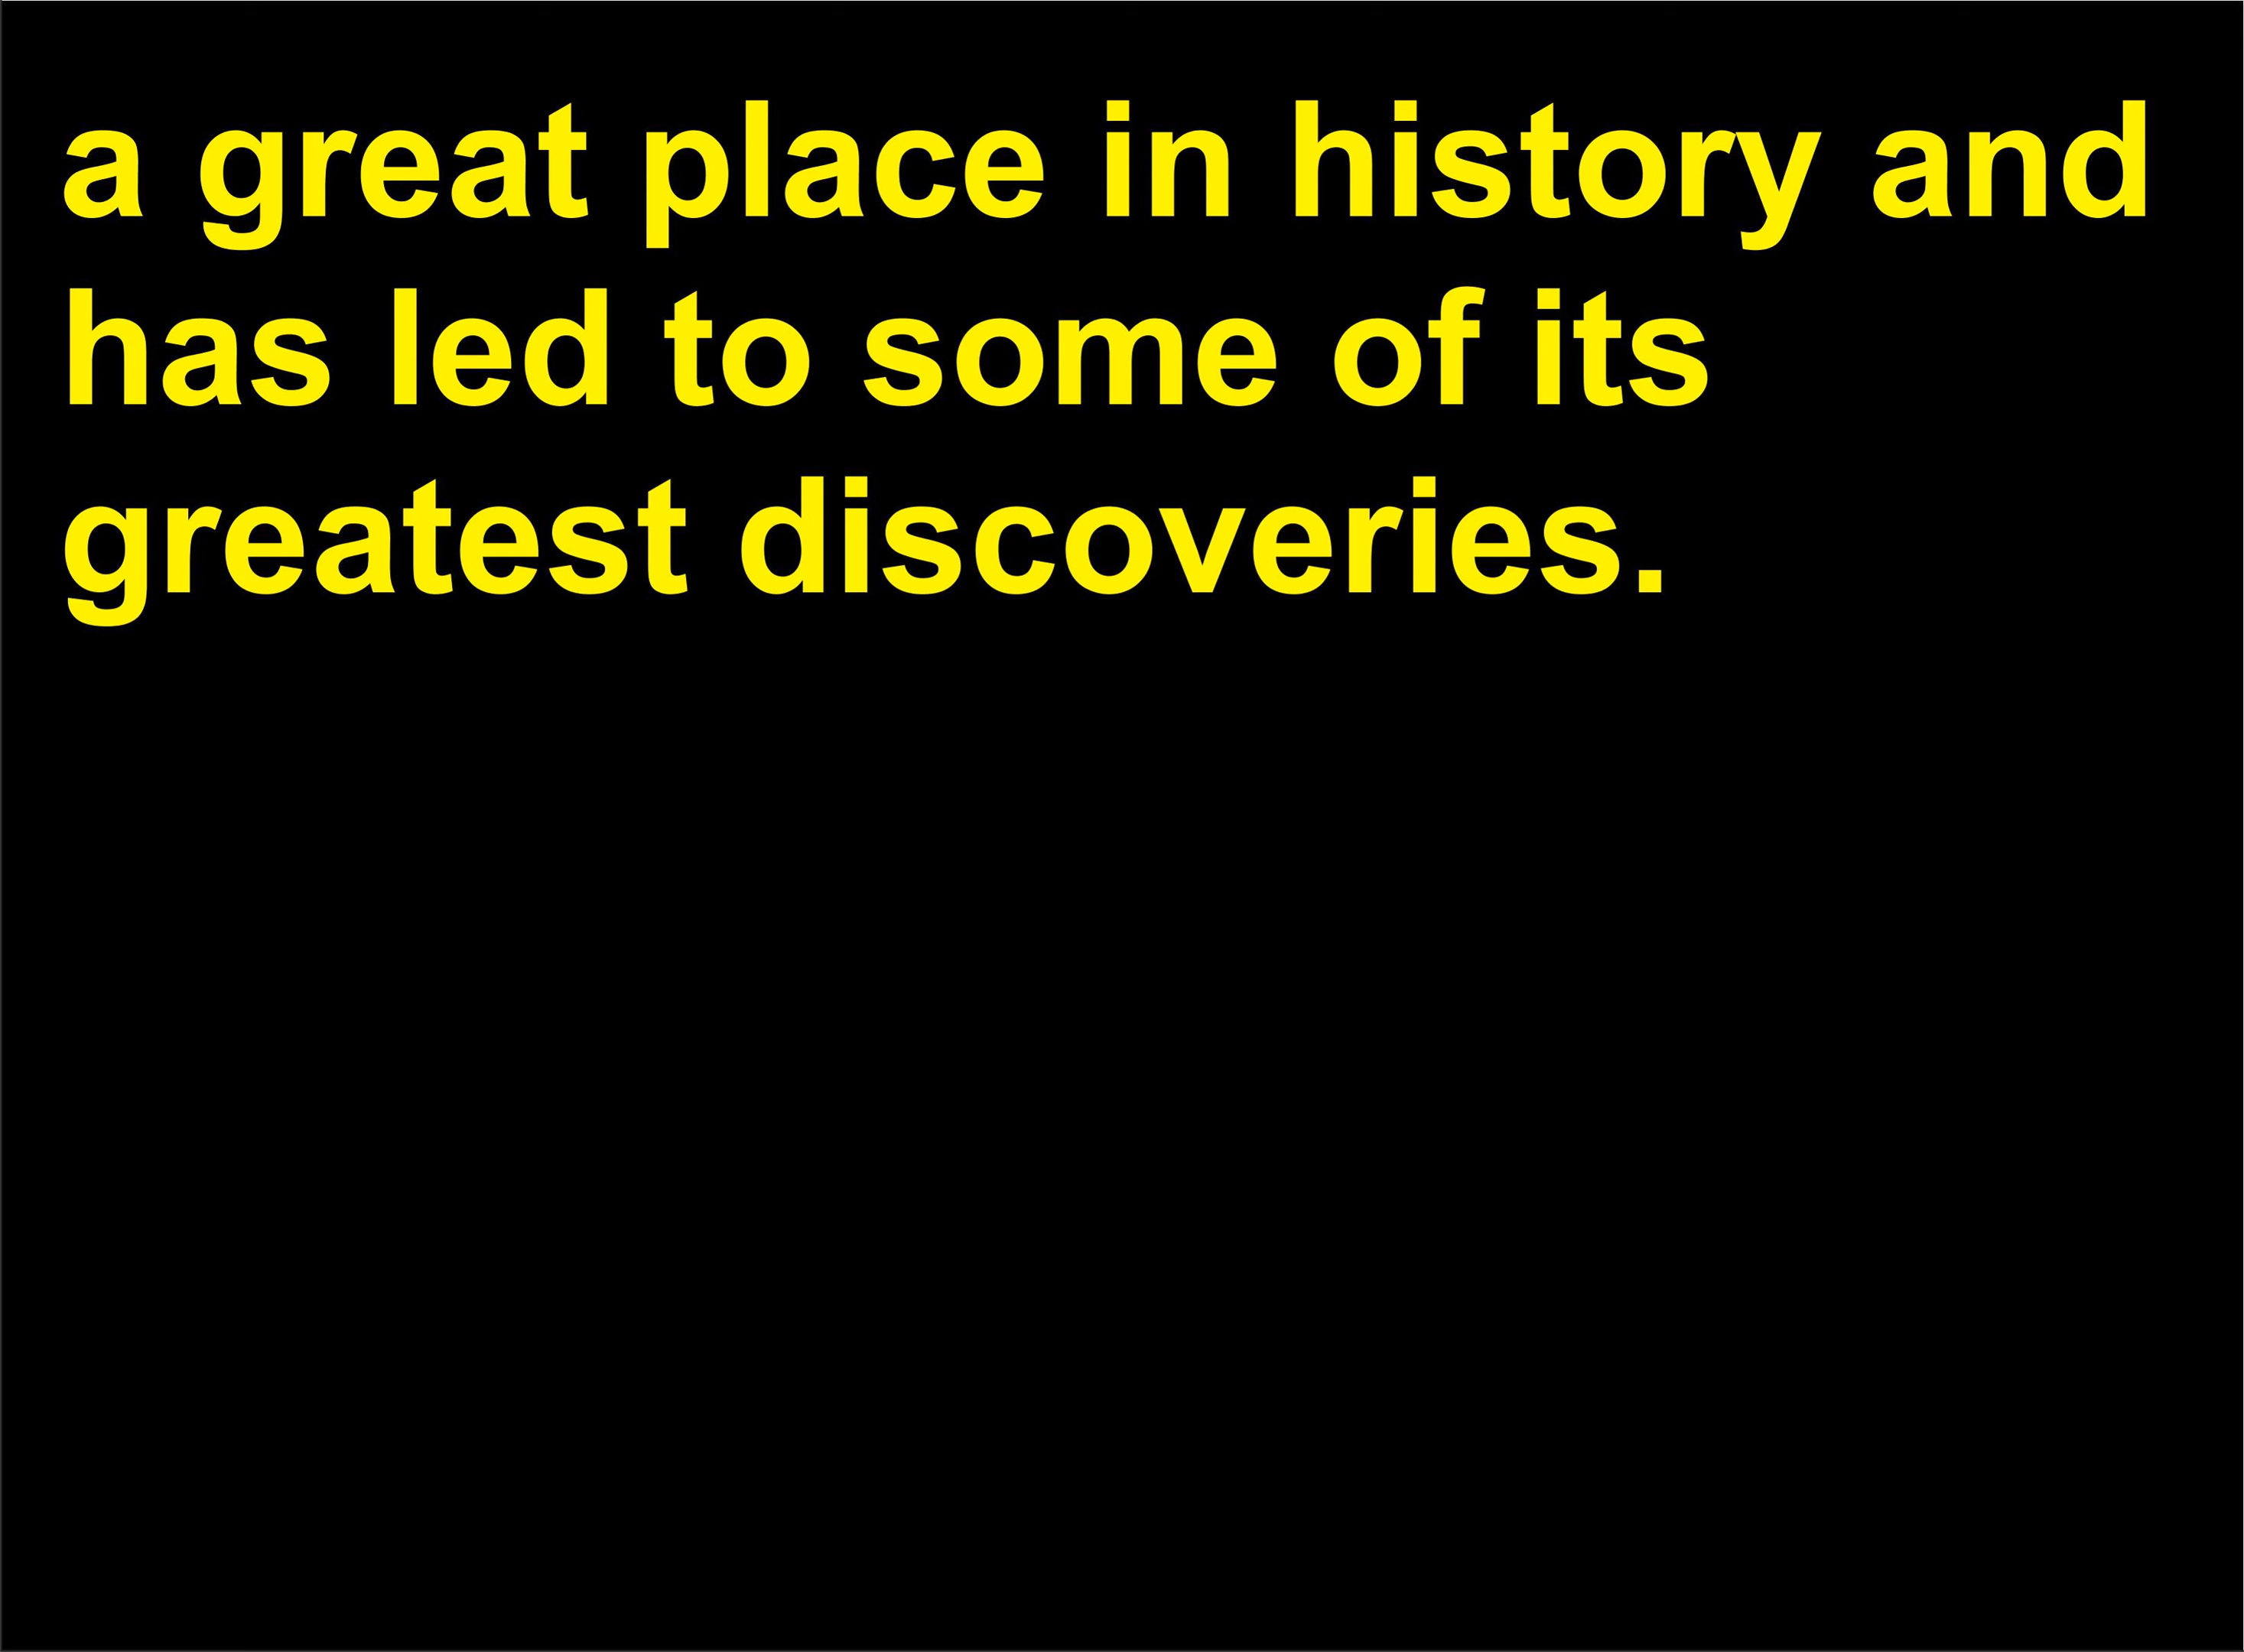 a great place in history and
has led to some of its
greatest discoveries.